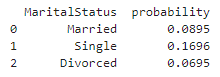 MaritalStatus probability
0 Married 0.0895
1 Single 0.1696
2 Divorced 0.0695